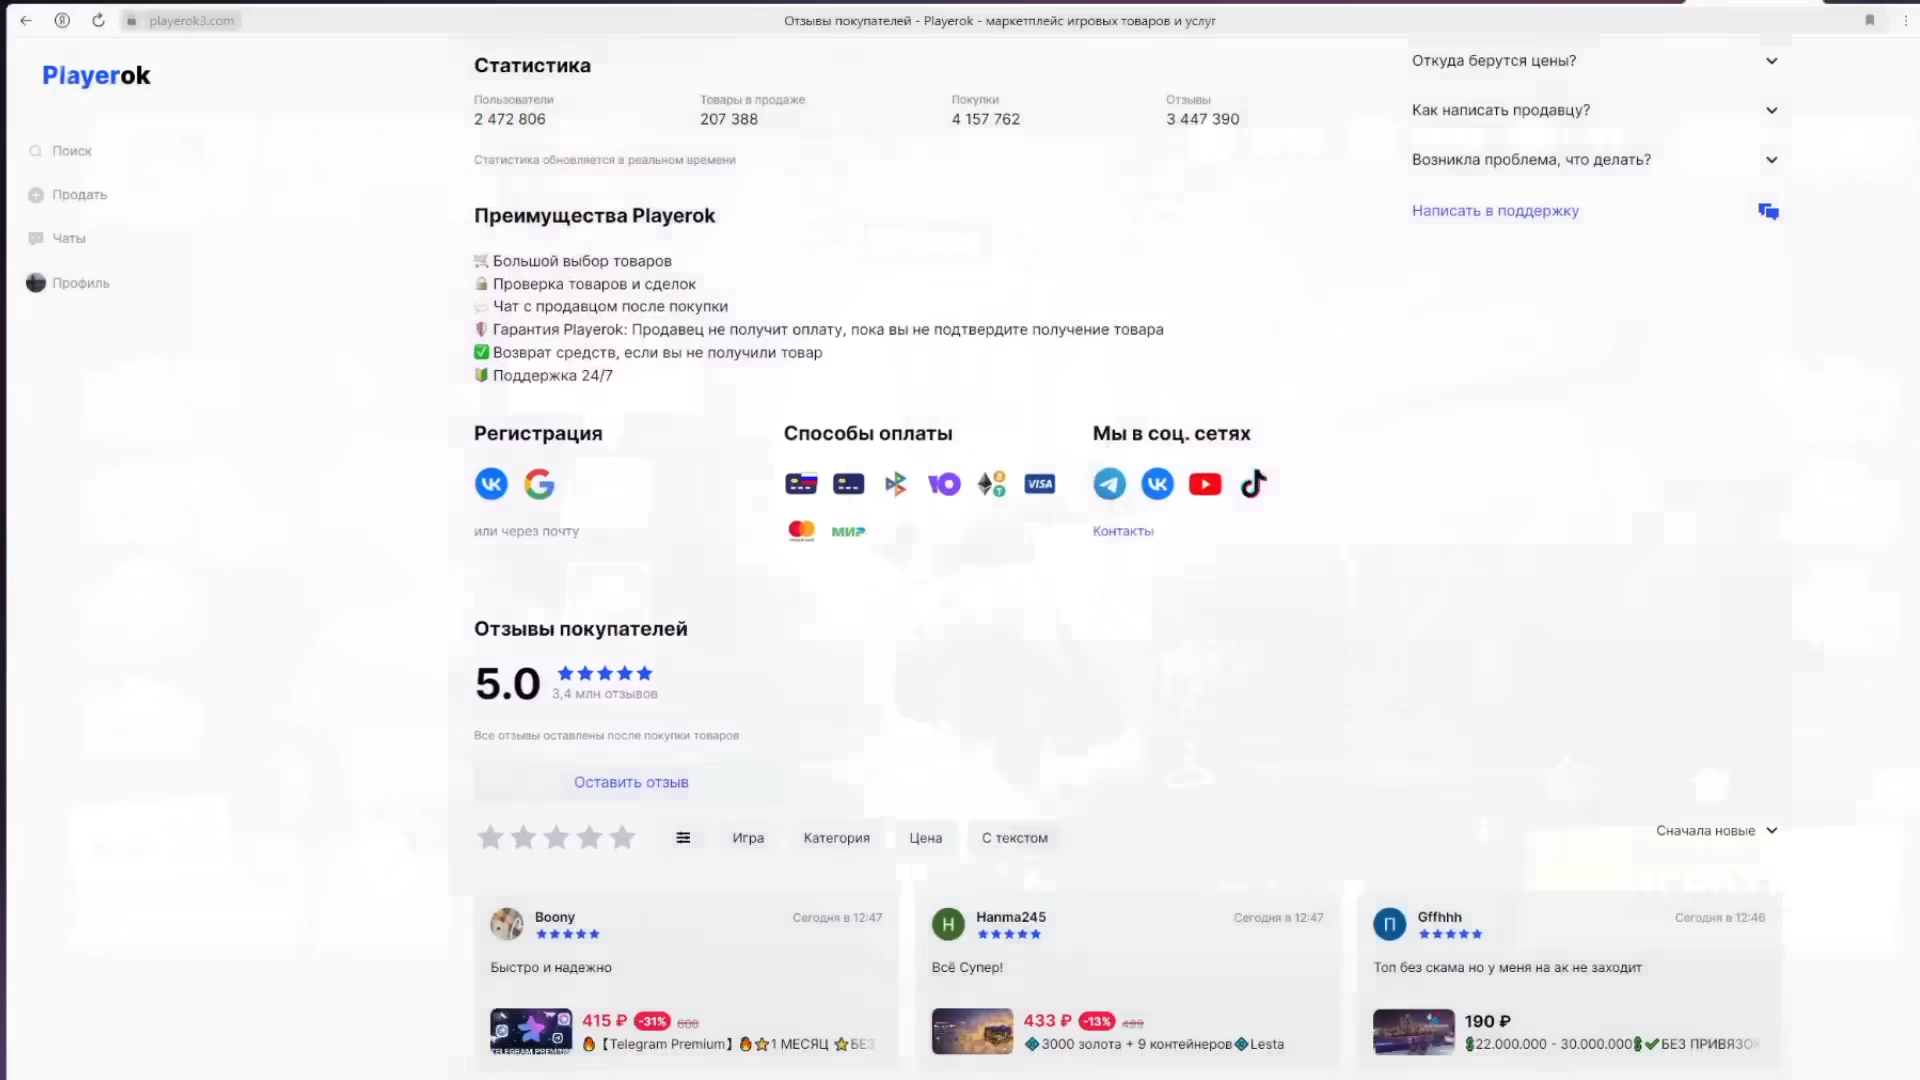 playerok3.com
Отзывы покупателей - Playerok - маркетплейс игровых товаров и услуг
Playerok
Поиск
Продать
Чаты
Профиль
Статистика
Пользователи
2 472 806
Товары в продаже
207 388
Покупки
4 157 762
Отзывы
3 447 390
Статистика обновляется в реальном времени
Преимущества Playerok
Большой выбор товаров
Проверка товаров и сделок
Чат с продавцом после покупки
Гарантия Playerok: Продавец не получит оплату, пока вы не подтвердите получение товара
Возврат средств, если вы не получили товар
Поддержка 24/7
Откуда берутся цены?
Как написать продавцу?
Возникла проблема, что делать?
Написать в поддержку
Регистрация
или через почту
Способы оплаты
VISA
МИР
Мы в соц. сетях
Контакты
Отзывы покупателей
5.0
3,4 млн отзывов
Все отзывы оставлены после покупки товаров
Оставить отзыв
Игра
Категория
Цена
С текстом
Сначала новые
Boony
Сегодня в 12:47
Быстро и надежно
TELEGRAM PREMIUM
415 ₽ -31% 600
🔥【Telegram Premium】🔥⭐1 МЕСЯЦ ⭐БЕЗ
H
Hanma245
Сегодня в 12:47
Всё Супер!
433 ₽ -13% 499
💠3000 золота + 9 контейнеров💠Lesta
П
Gffhhh
Сегодня в 12:46
Топ без скама но у меня на ак не заходит
190 ₽
💲22.000.000 - 30.000.000💲✔БЕЗ ПРИВЯЗО